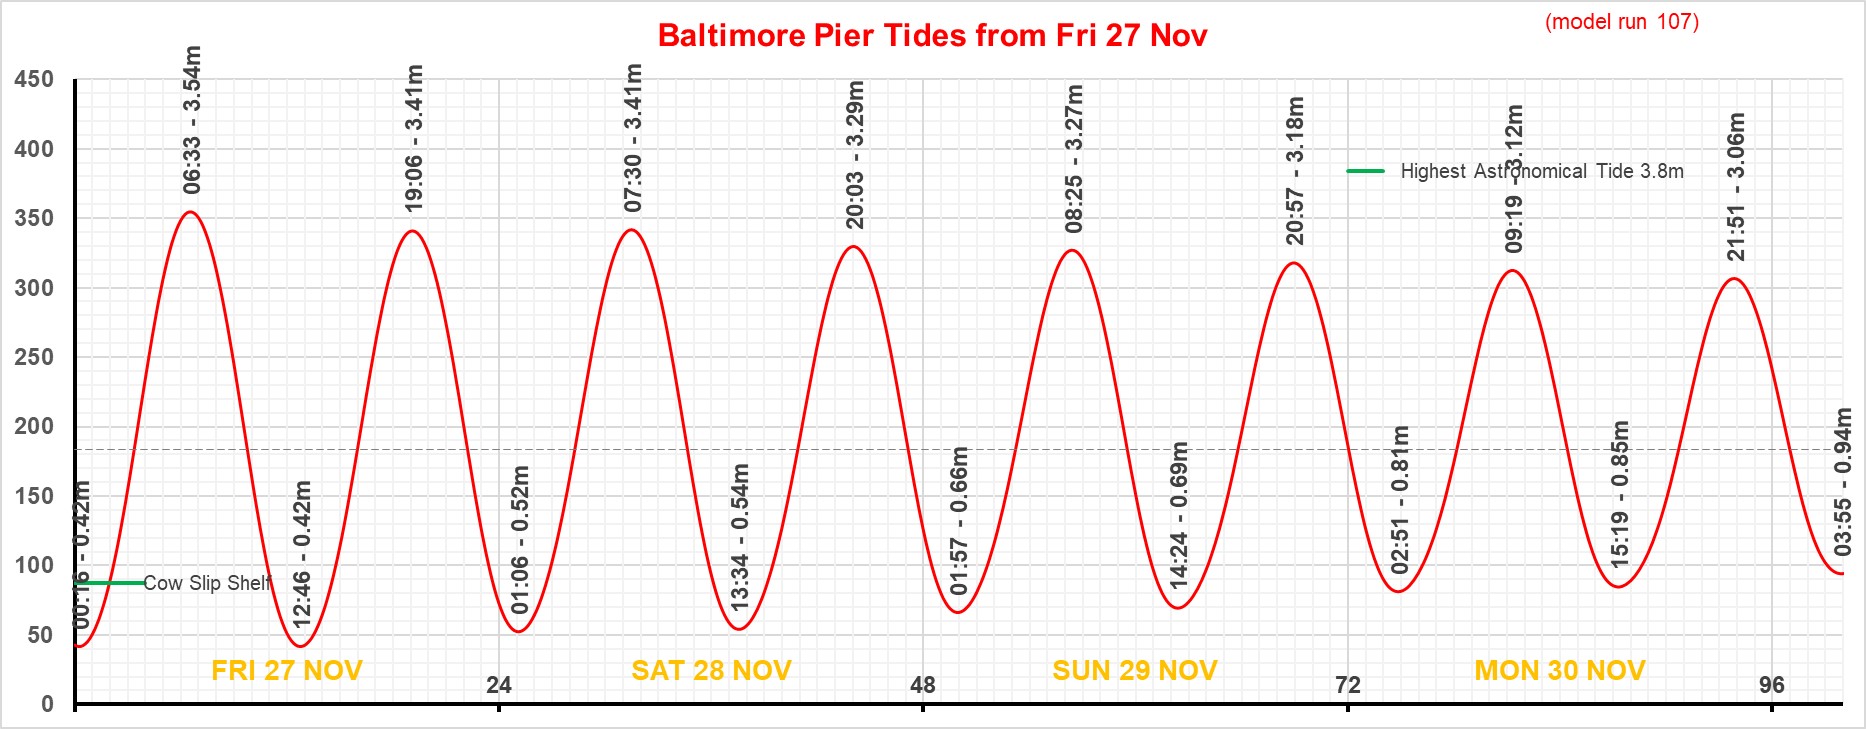 Baltimore Pier Tides from Fri 27 Nov
(model run 107)
450
400
350
300
250
200
150
100
50
0
00:16 - 0.42m
06:33 - 3.54m
12:46 - 0.42m
19:06 - 3.41m
01:06 - 0.52m
07:30 - 3.41m
13:34 - 0.54m
20:03 - 3.29m
01:57 - 0.66m
08:25 - 3.27m
14:24 - 0.69m
20:57 - 3.18m
02:51 - 0.81m
09:19 - 3.12m
15:19 - 0.85m
21:51 - 3.06m
03:55 - 0.94m
Highest Astronomical Tide 3.8m
Cow Slip Shelf
FRI 27 NOV
SAT 28 NOV
SUN 29 NOV
MON 30 NOV
24
48
72
96